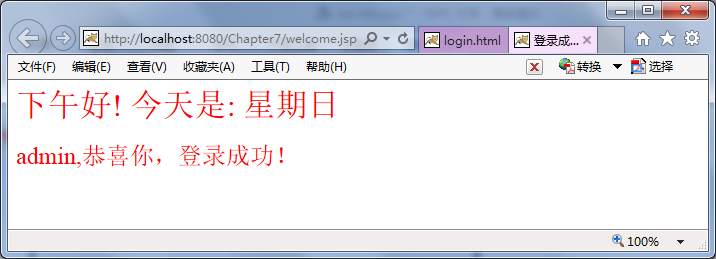 http://localhost:8080/Chapter7/welcome.jsp
login.html
登录成...
文件(F) 编辑(E) 查看(V) 收藏夹(A) 工具(T) 帮助(H)
转换
选择
下午好! 今天是: 星期日
admin,恭喜你，登录成功!
100%